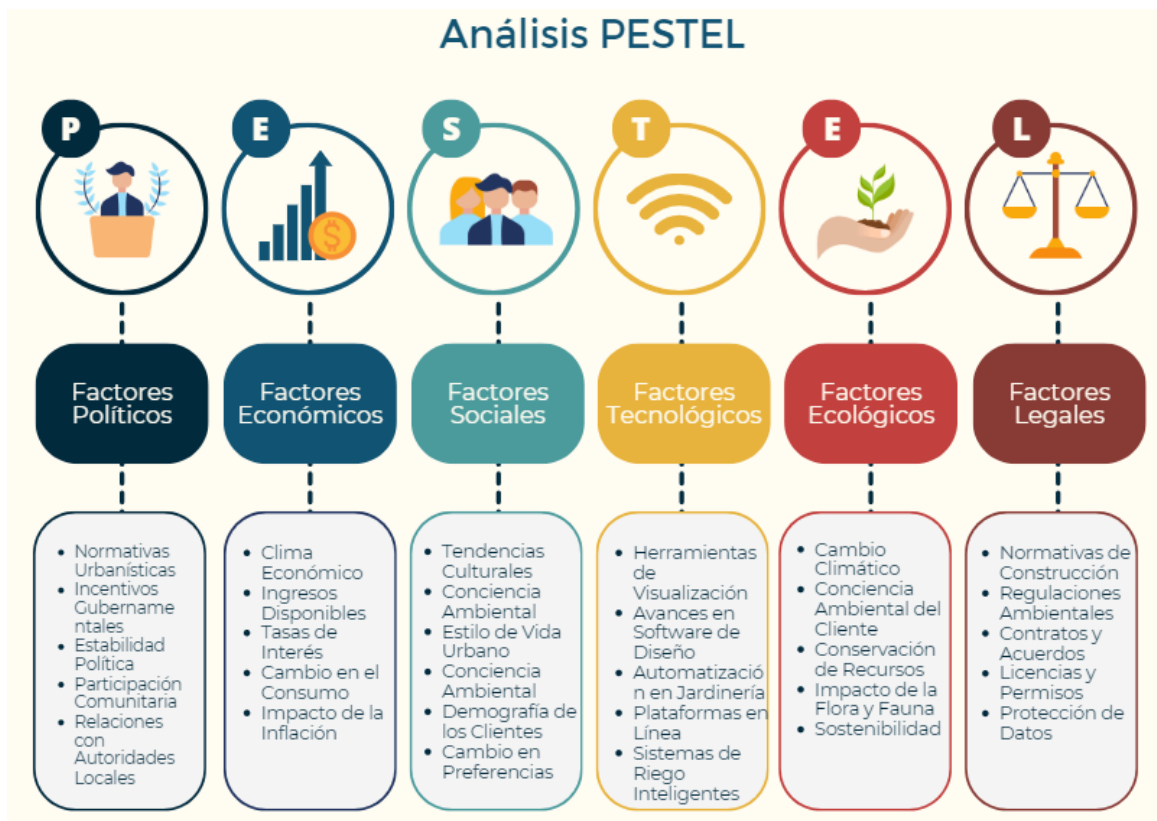 Análisis PESTEL
P
E
S
T
E
L
Factores
Políticos
Factores
Económicos
Factores
Sociales
Factores
Tecnológicos
Factores
Ecológicos
Factores
Legales
• Normativas
Urbanísticas
• Incentivos
Gubername
ntales
• Estabilidad
Política
• Participación
Comunitaria
• Relaciones
con
Autoridades
Locales
• Clima
Económico
• Ingresos
Disponibles
• Tasas de
Interés
• Cambio en el
Consumo
• Impacto de la
Inflación
• Tendencias
Culturales
• Conciencia
Ambiental
• Estilo de Vida
Urbano
• Conciencia
Ambiental
• Demografía de
los Clientes
• Cambio en
Preferencias
• Herramientas
de
Visualización
• Avances en
Software de
Diseño
• Automatizació
n en Jardinería
• Plataformas en
Línea
• Sistemas de
Riego
Inteligentes
• Cambio
Climático
• Conciencia
Ambiental del
Cliente
• Conservación
de Recursos
• Impacto de la
Flora y Fauna
• Sostenibilidad
• Normativas de
Construcción
• Regulaciones
Ambientales
• Contratos y
Acuerdos
• Licencias y
Permisos
• Protección de
Datos